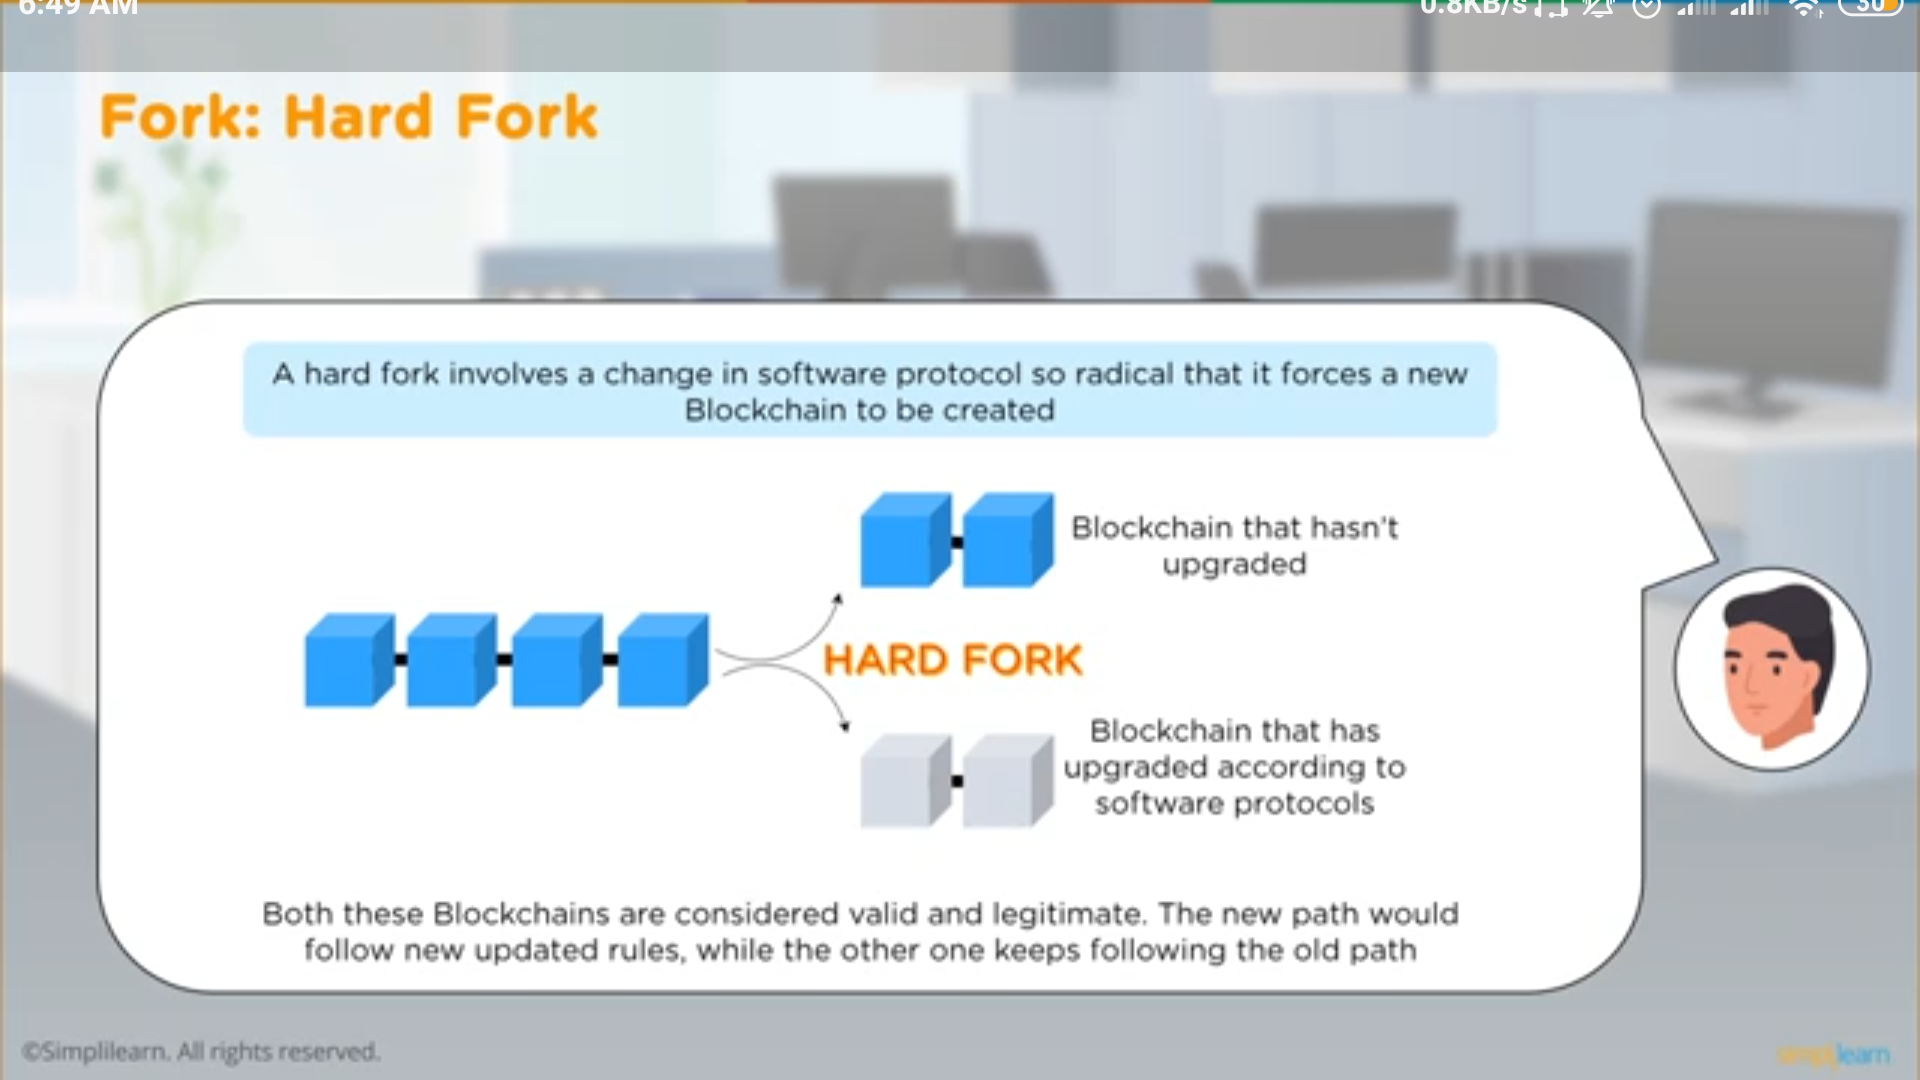 6:49 AM
0.8KB/s
30
Fork: Hard Fork
A hard fork involves a change in software protocol so radical that it forces a new
Blockchain to be created
Blockchain that hasn't
upgraded
HARD FORK
Blockchain that has
upgraded according to
software protocols
Both these Blockchains are considered valid and legitimate. The new path would
follow new updated rules, while the other one keeps following the old path
©Simplilearn. All rights reserved.
simplilearn